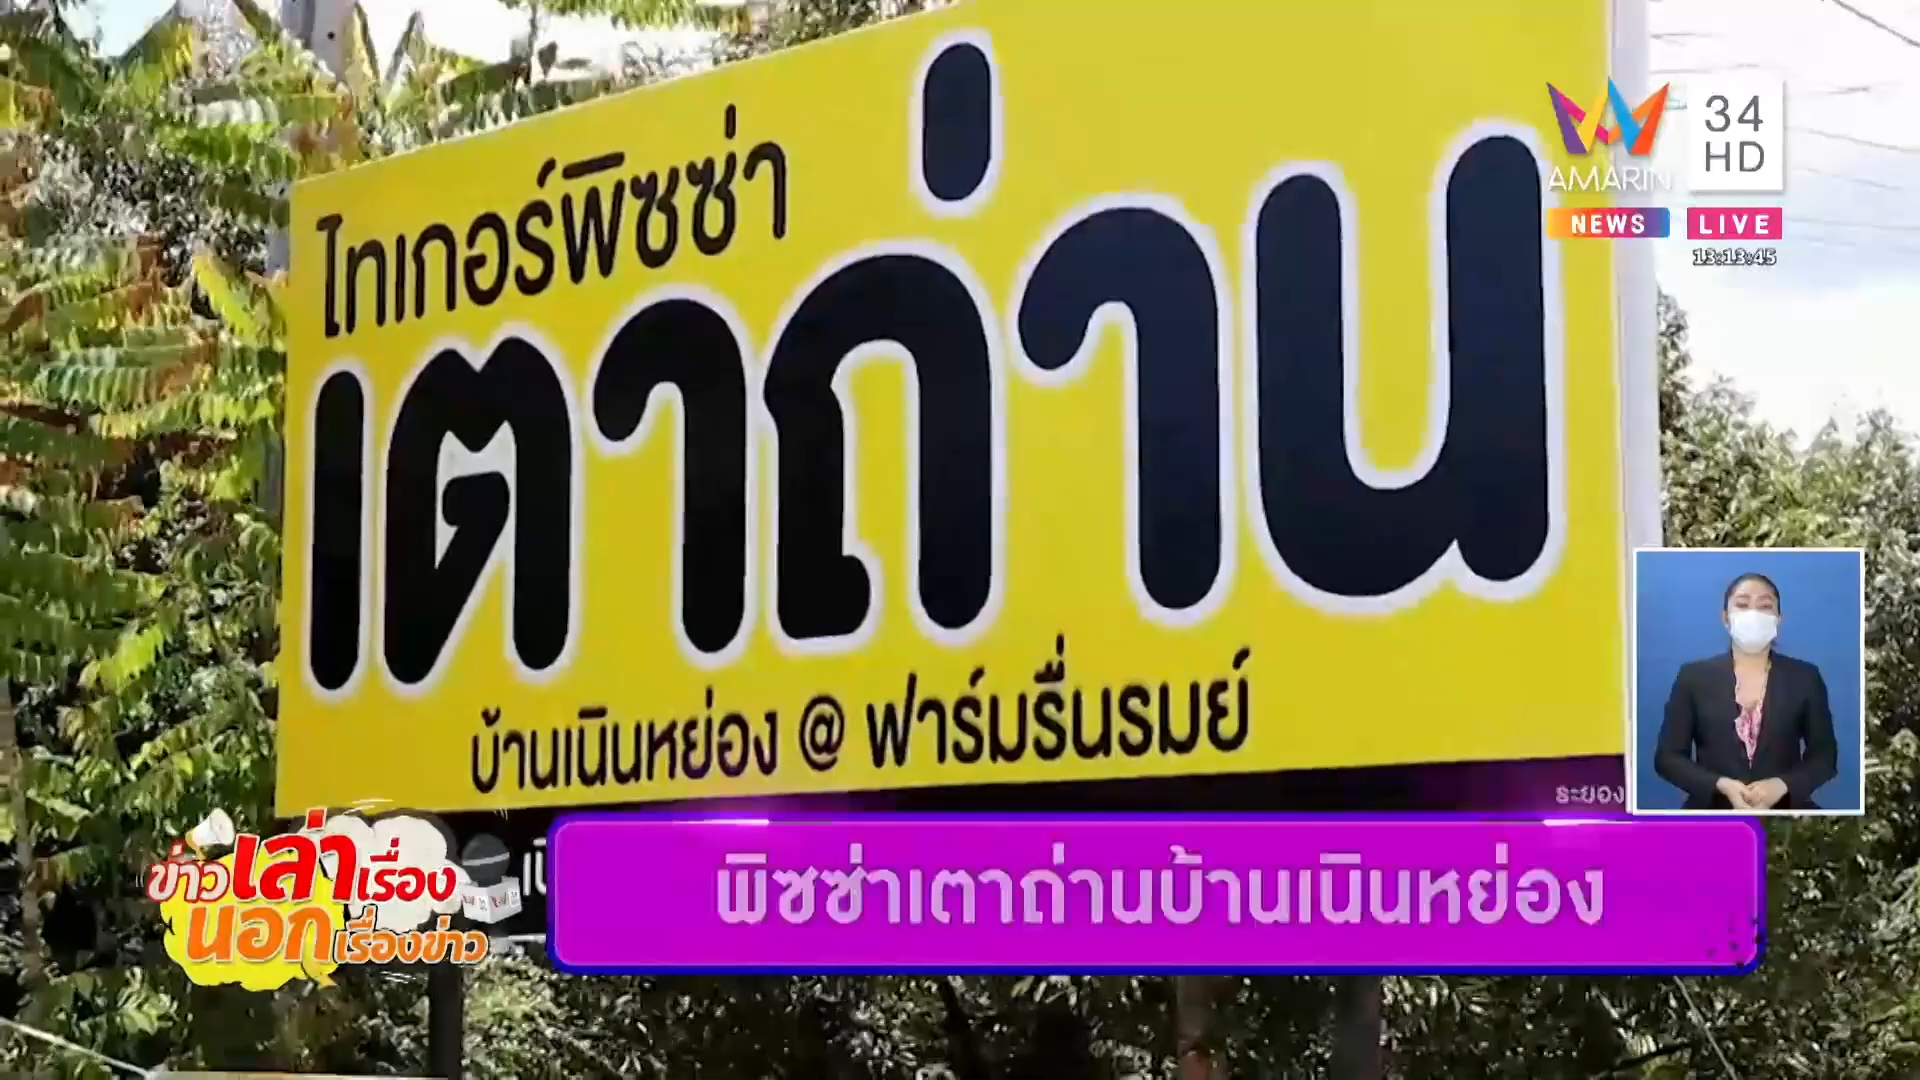 ไทเกอร์พิซซ่า
เตาถ่าน
บ้านเนินหย่อง @ ฟาร์มรื่นรมย์
ระยอง
AMARIN
34
HD
NEWS
LIVE
13:13:45
ข่าวเล่าเรื่อง
นอกเรื่องข่าว
พิซซ่าเตาถ่านบ้านเนินหย่อง